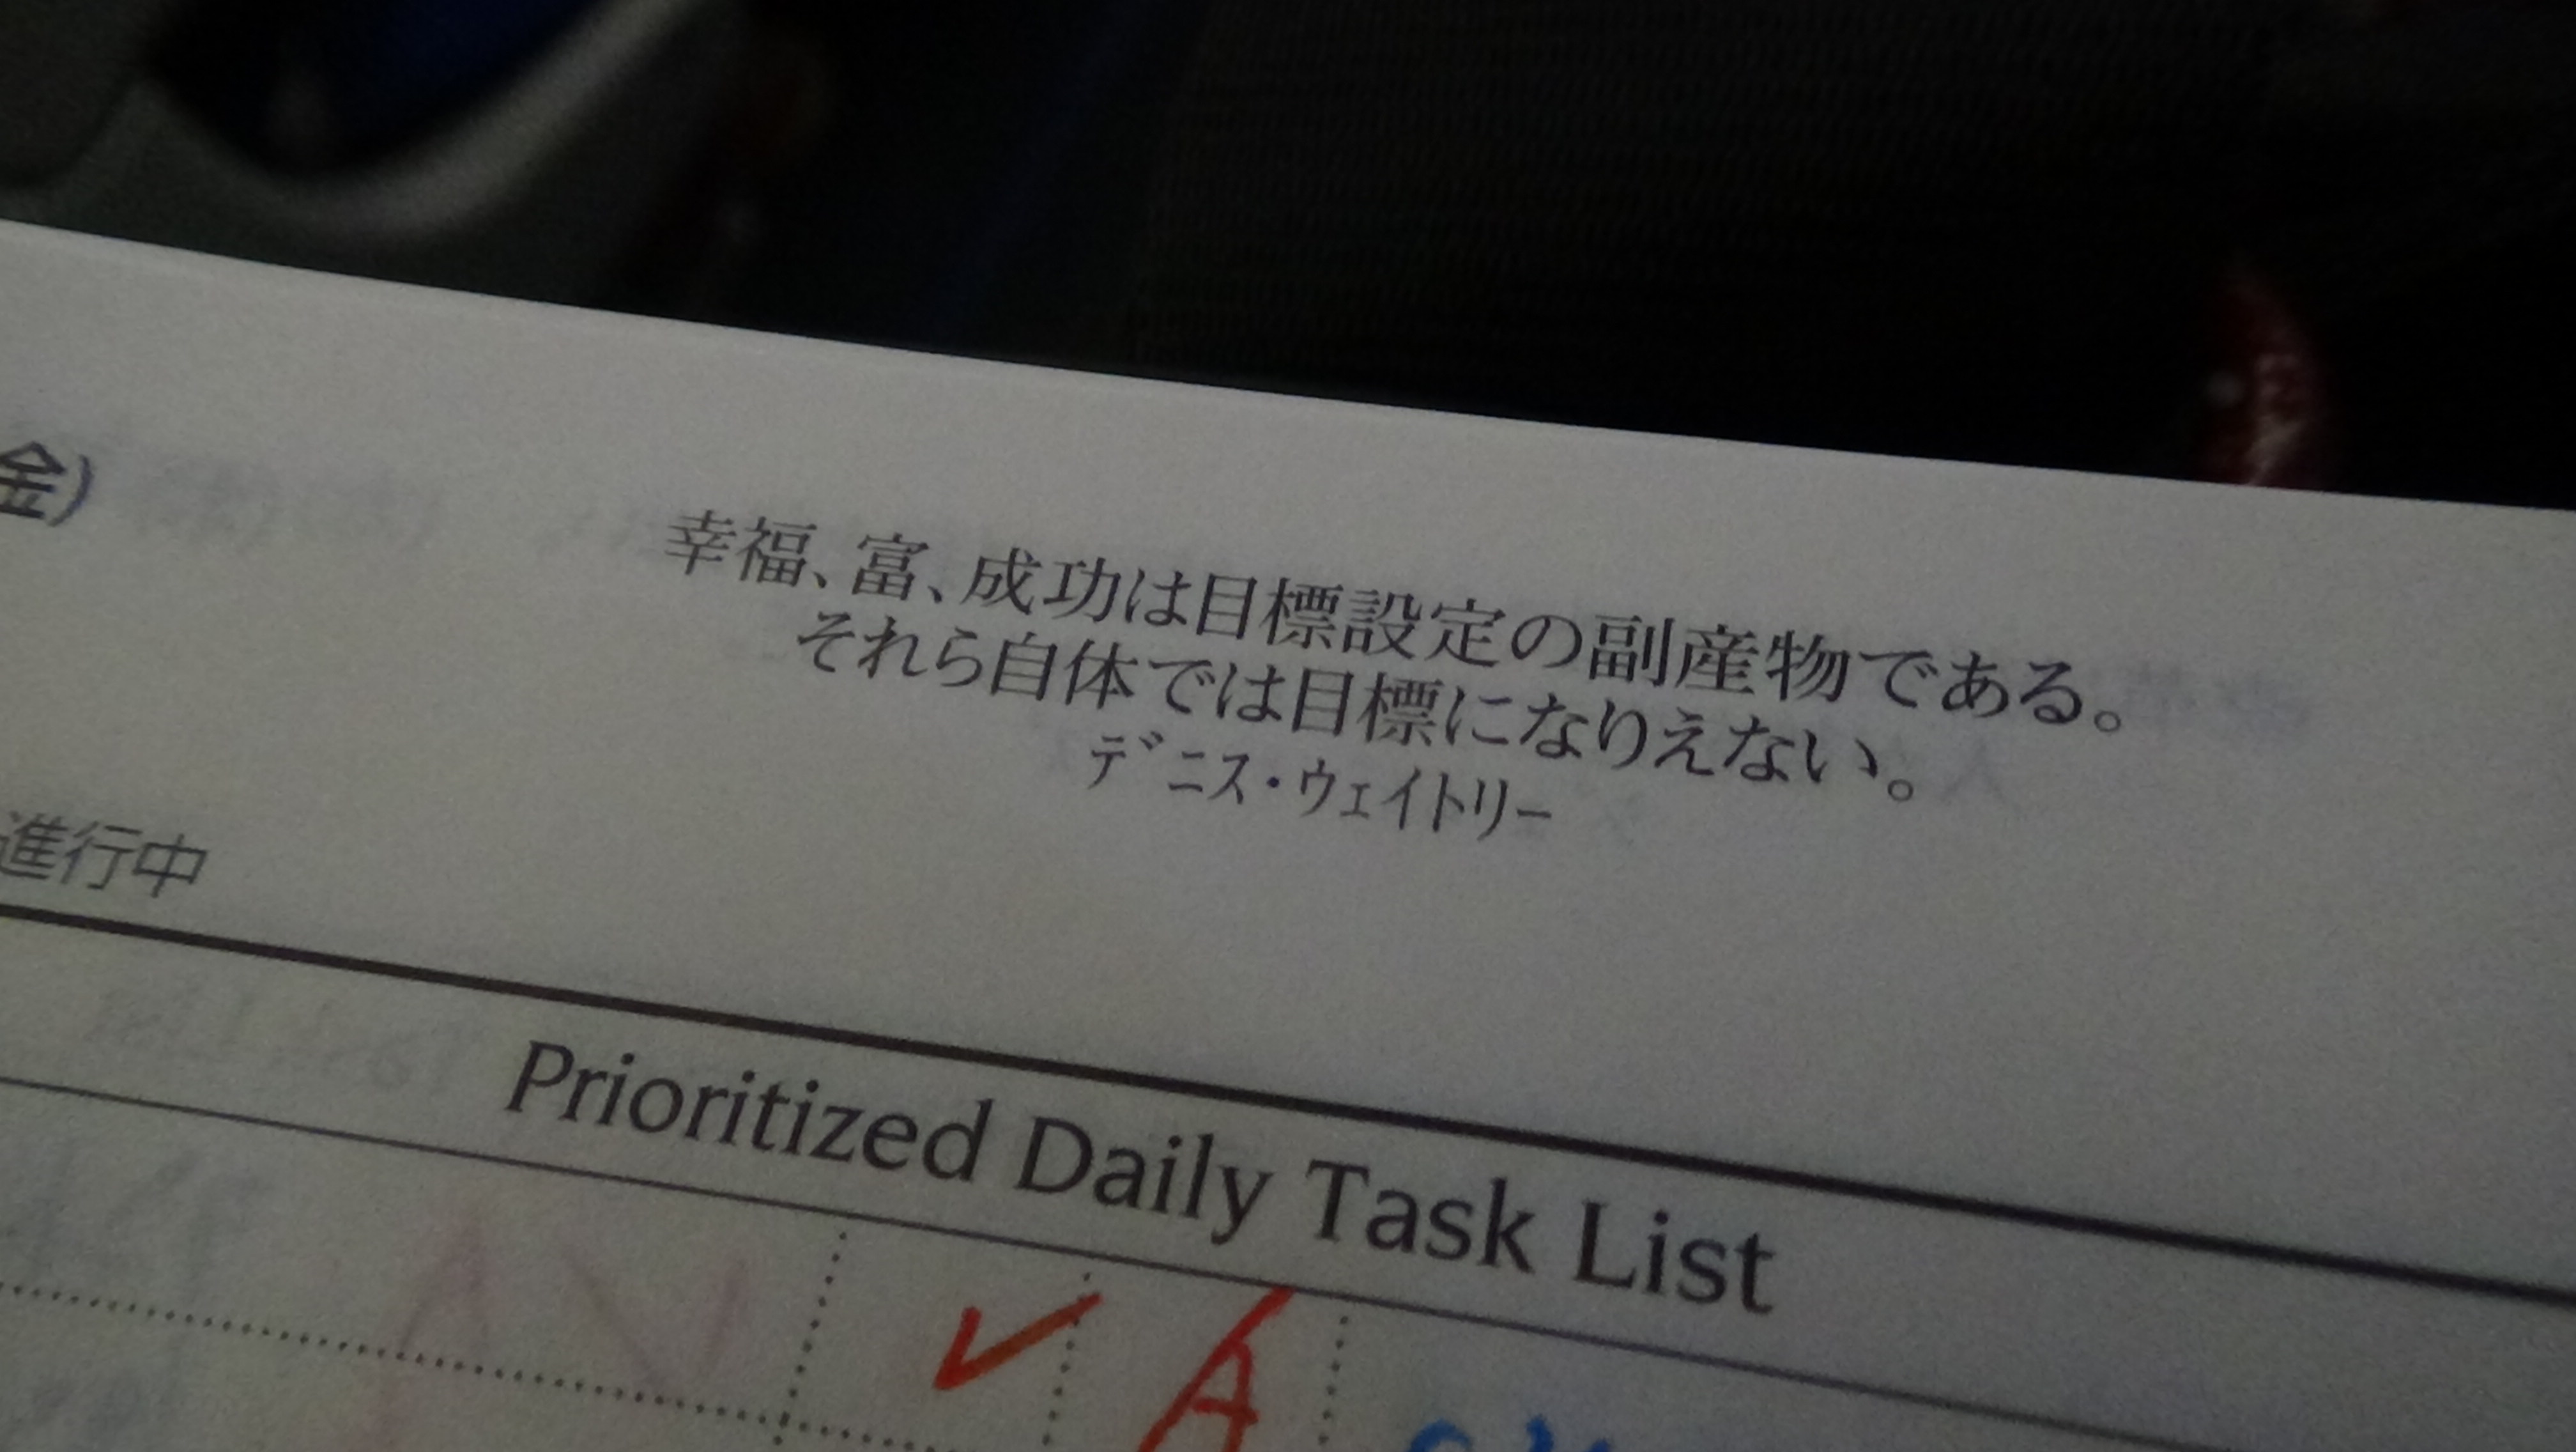 金)
幸福、富、成功は目標設定の副産物である。
それら自体では目標になりえない。
デニス・ウェイトリー
進行中
Prioritized Daily Task List
✓ A